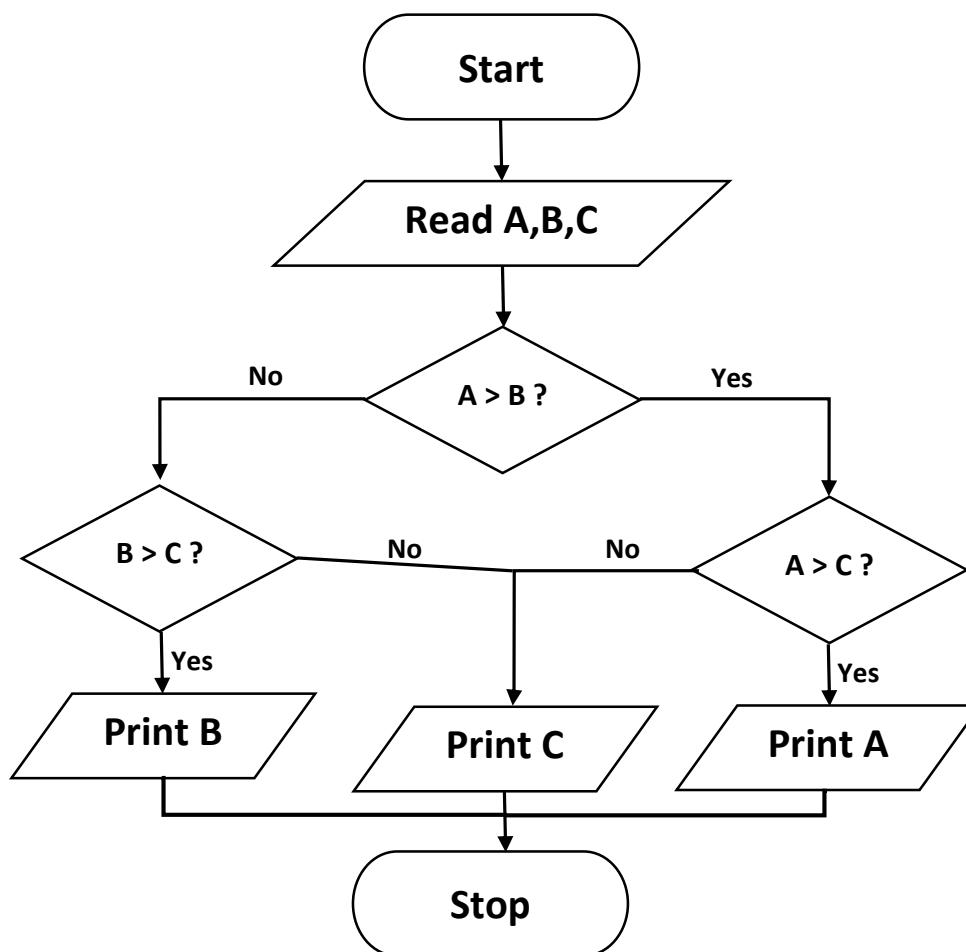 Start
Read A,B,C
No
A > B ?
Yes
B > C ?
No
No
A > C ?
Yes
Yes
Print B
Print C
Print A
Stop